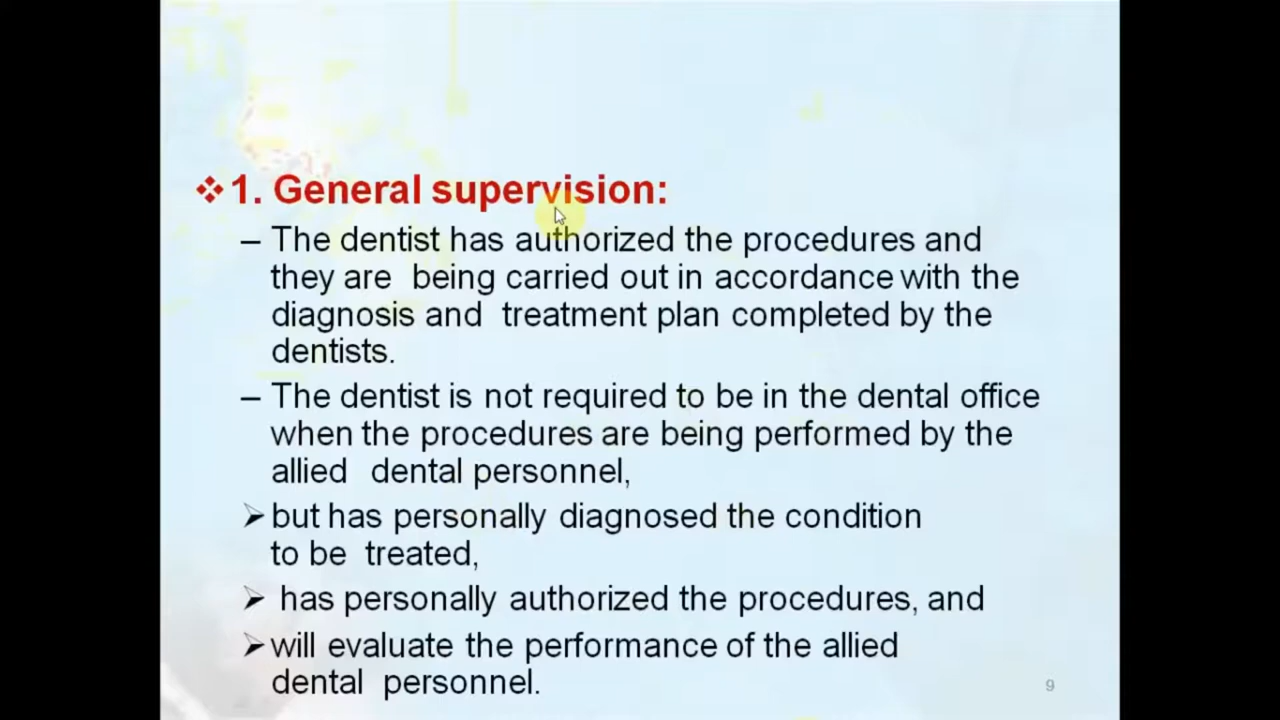 ❖1. General supervision:
– The dentist has authorized the procedures and
they are being carried out in accordance with the
diagnosis and treatment plan completed by the
dentists.
– The dentist is not required to be in the dental office
when the procedures are being performed by the
allied dental personnel,
➢but has personally diagnosed the condition
to be treated,
➢ has personally authorized the procedures, and
➢will evaluate the performance of the allied
dental personnel.
9